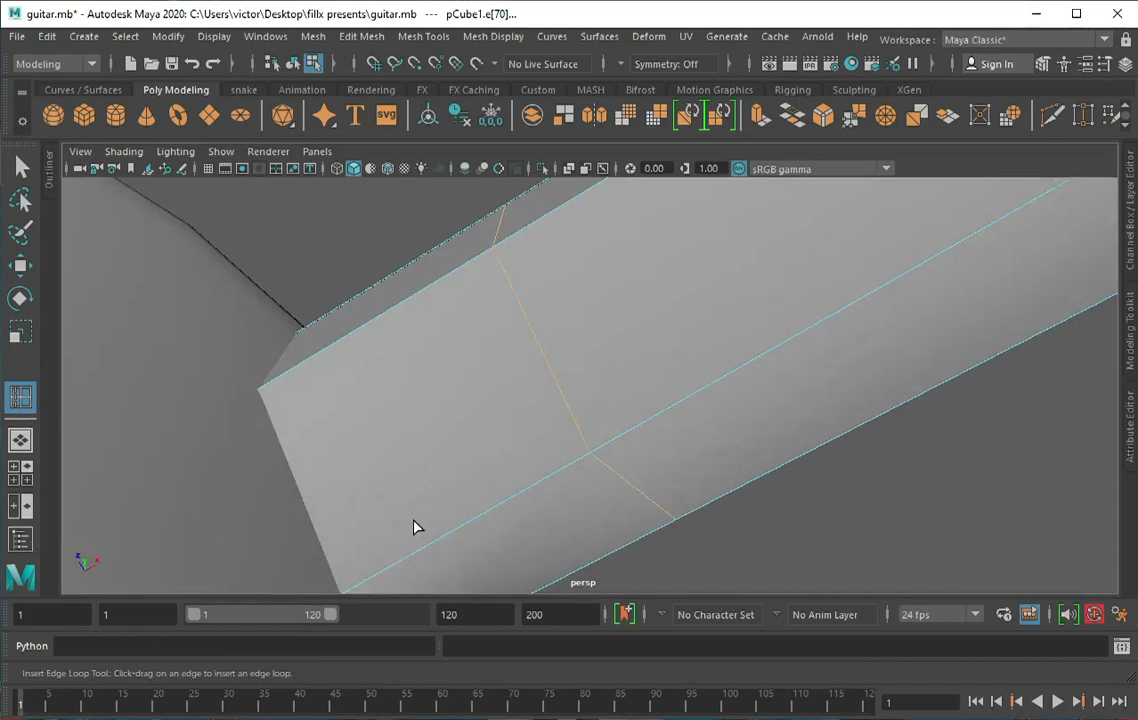 guitar.mb* - Autodesk Maya 2020: C:\Users\victor\Desktop\fillx presents\guitar.mb --- pCube1.e[70]...
File Edit Create Select Modify Display Windows Mesh Edit Mesh Mesh Tools Mesh Display Curves Surfaces Deform UV Generate Cache Arnold Help Workspace : Maya Classic*
Modeling No Live Surface Symmetry: Off Sign In
Curves / Surfaces Poly Modeling snake Animation Rendering FX FX Caching Custom MASH Bifrost Motion Graphics Rigging Sculpting XGen
T svg 0,0,0
View Shading Lighting Show Renderer Panels
0.00 1.00 ON sRGB gamma
Outliner
Channel Box / Layer Editor
Modeling Toolkit
Attribute Editor
z x
persp
1 1 1 120 120 200 No Character Set No Anim Layer 24 fps
Python
Insert Edge Loop Tool: Click-drag on an edge to insert an edge loop.
1 5 10 15 20 25 30 35 40 45 50 55 60 65 70 75 80 85 90 95 100 105 110 115 12 1